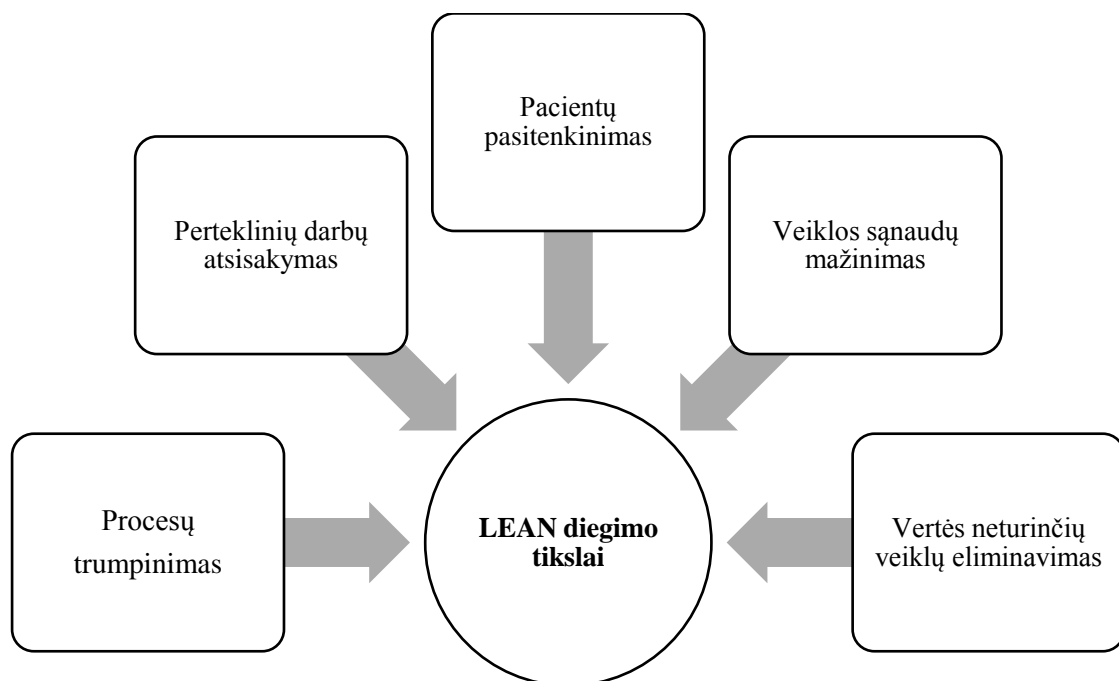 Pacientų
pasitenkinimas
Perteklinių darbų
atsisakymas
Veiklos sąnaudų
mažinimas
Procesų
trumpinimas
LEAN diegimo
tikslai
Vertės neturinčių
veiklų eliminavimas